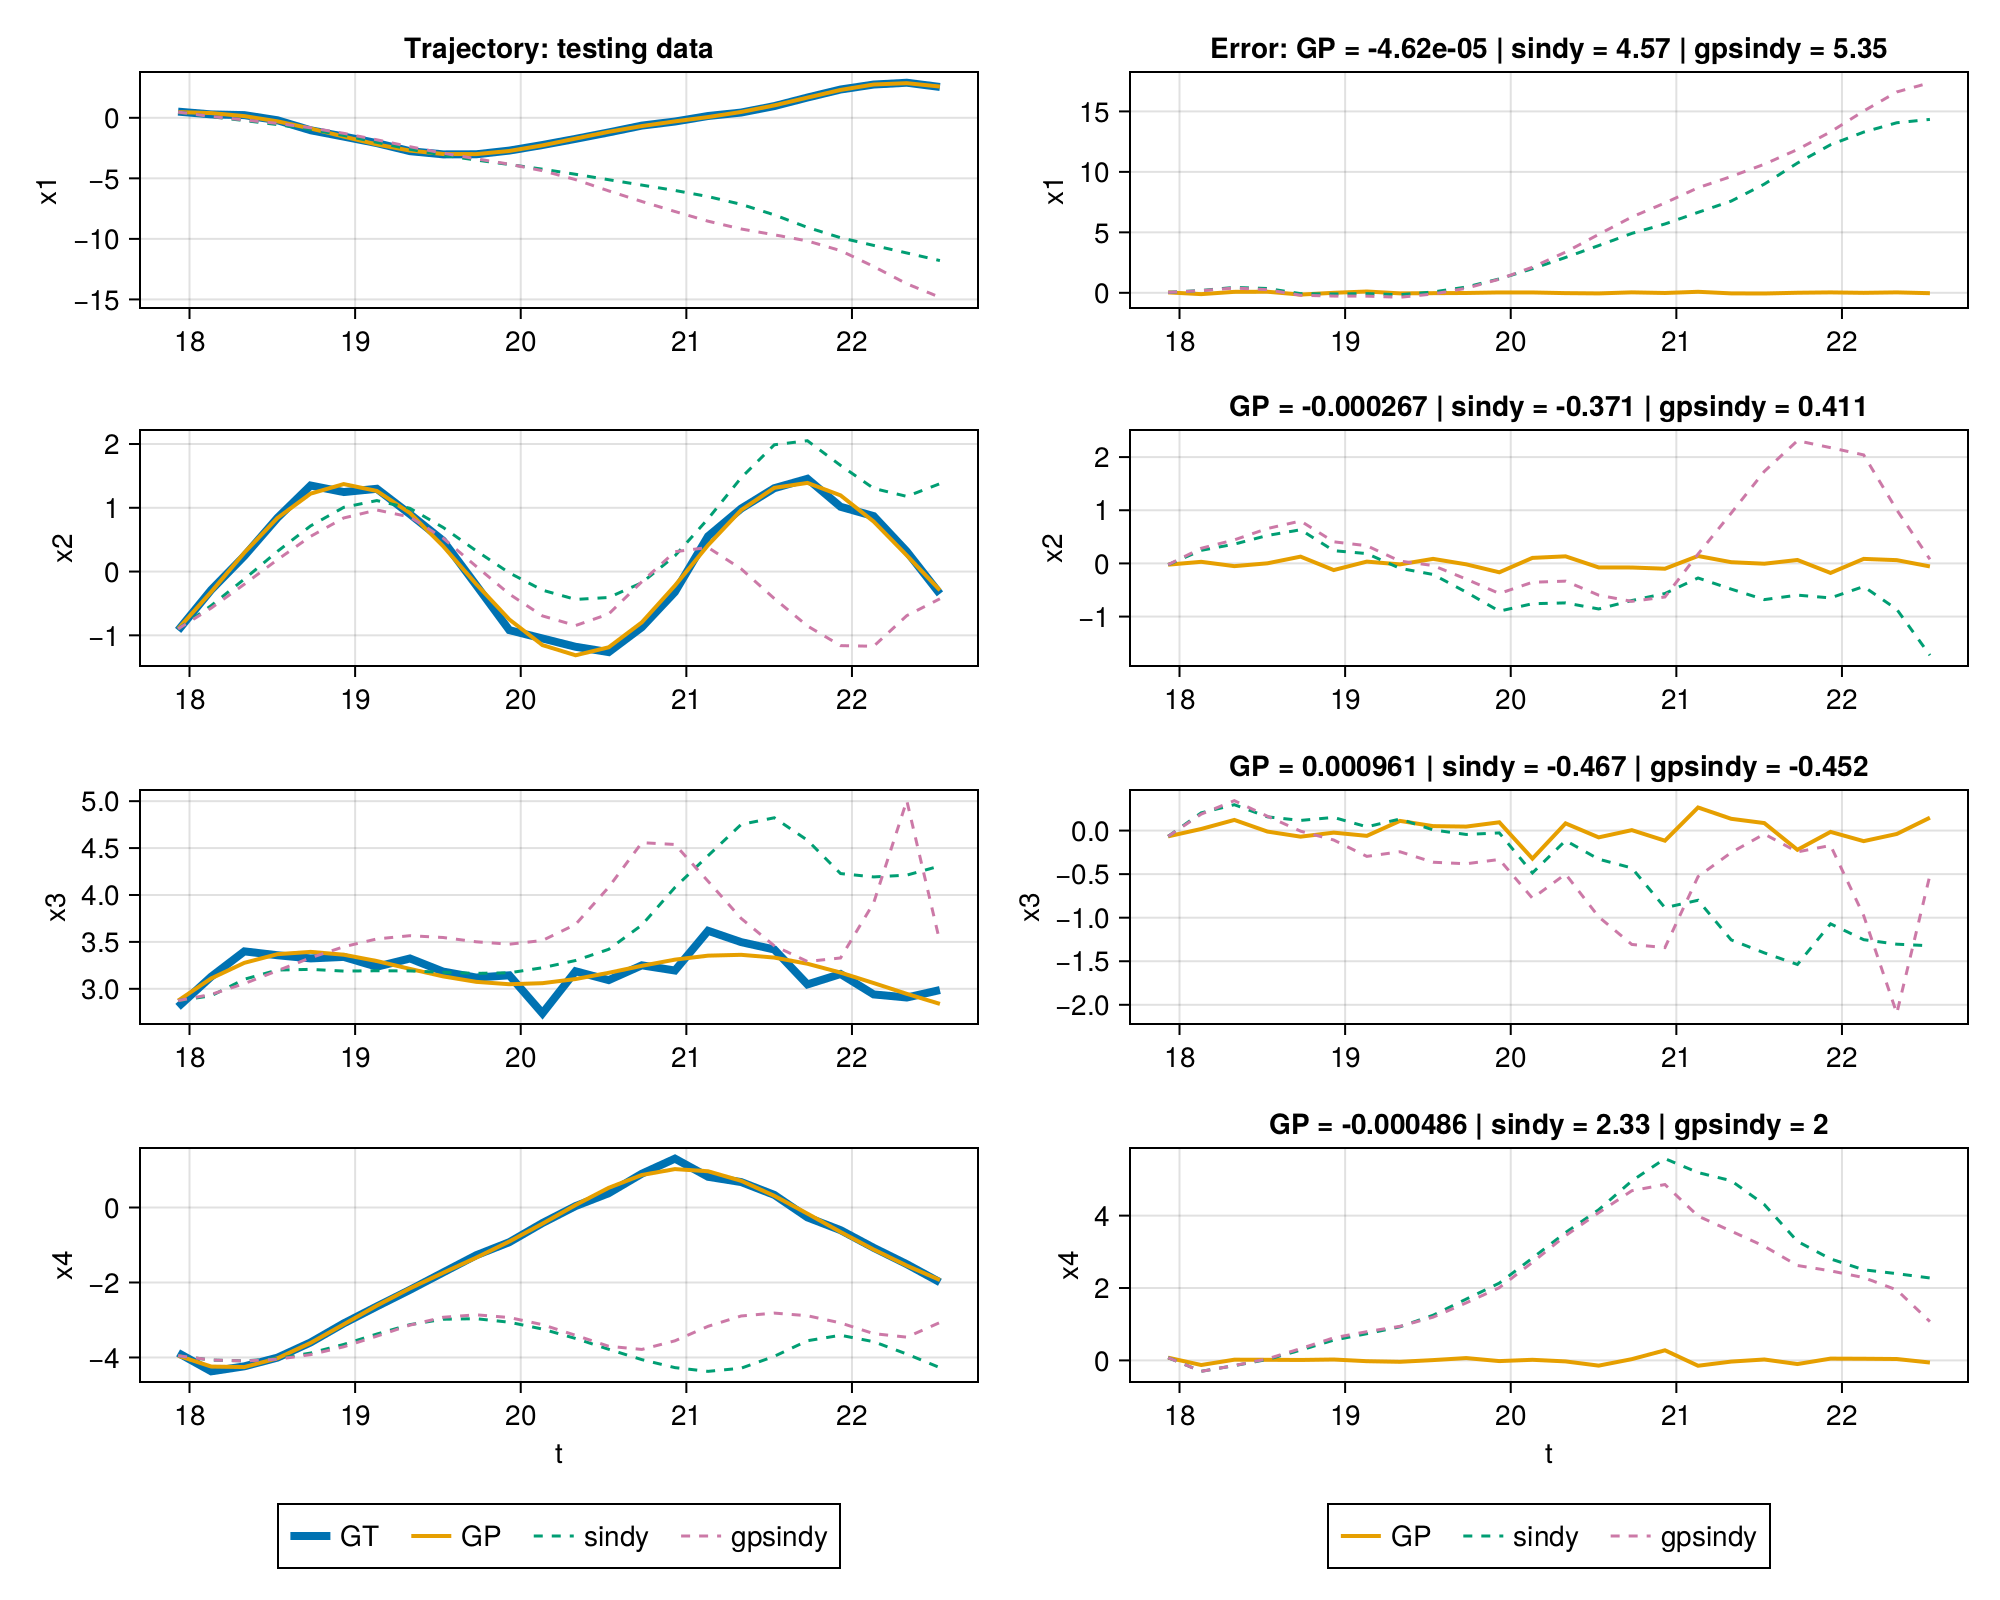 Trajectory: testing data
x1
0
−5
−10
−15
18 19 20 21 22
Error: GP = -4.62e-05 | sindy = 4.57 | gpsindy = 5.35
x1
15
10
5
0
18 19 20 21 22
x2
2
1
0
−1
18 19 20 21 22
GP = -0.000267 | sindy = -0.371 | gpsindy = 0.411
x2
2
1
0
−1
18 19 20 21 22
x3
5.0
4.5
4.0
3.5
3.0
18 19 20 21 22
GP = 0.000961 | sindy = -0.467 | gpsindy = -0.452
x3
0.0
−0.5
−1.0
−1.5
−2.0
18 19 20 21 22
x4
0
−2
−4
18 19 20 21 22
t
GP = -0.000486 | sindy = 2.33 | gpsindy = 2
x4
4
2
0
18 19 20 21 22
t
GT GP sindy gpsindy
GP sindy gpsindy